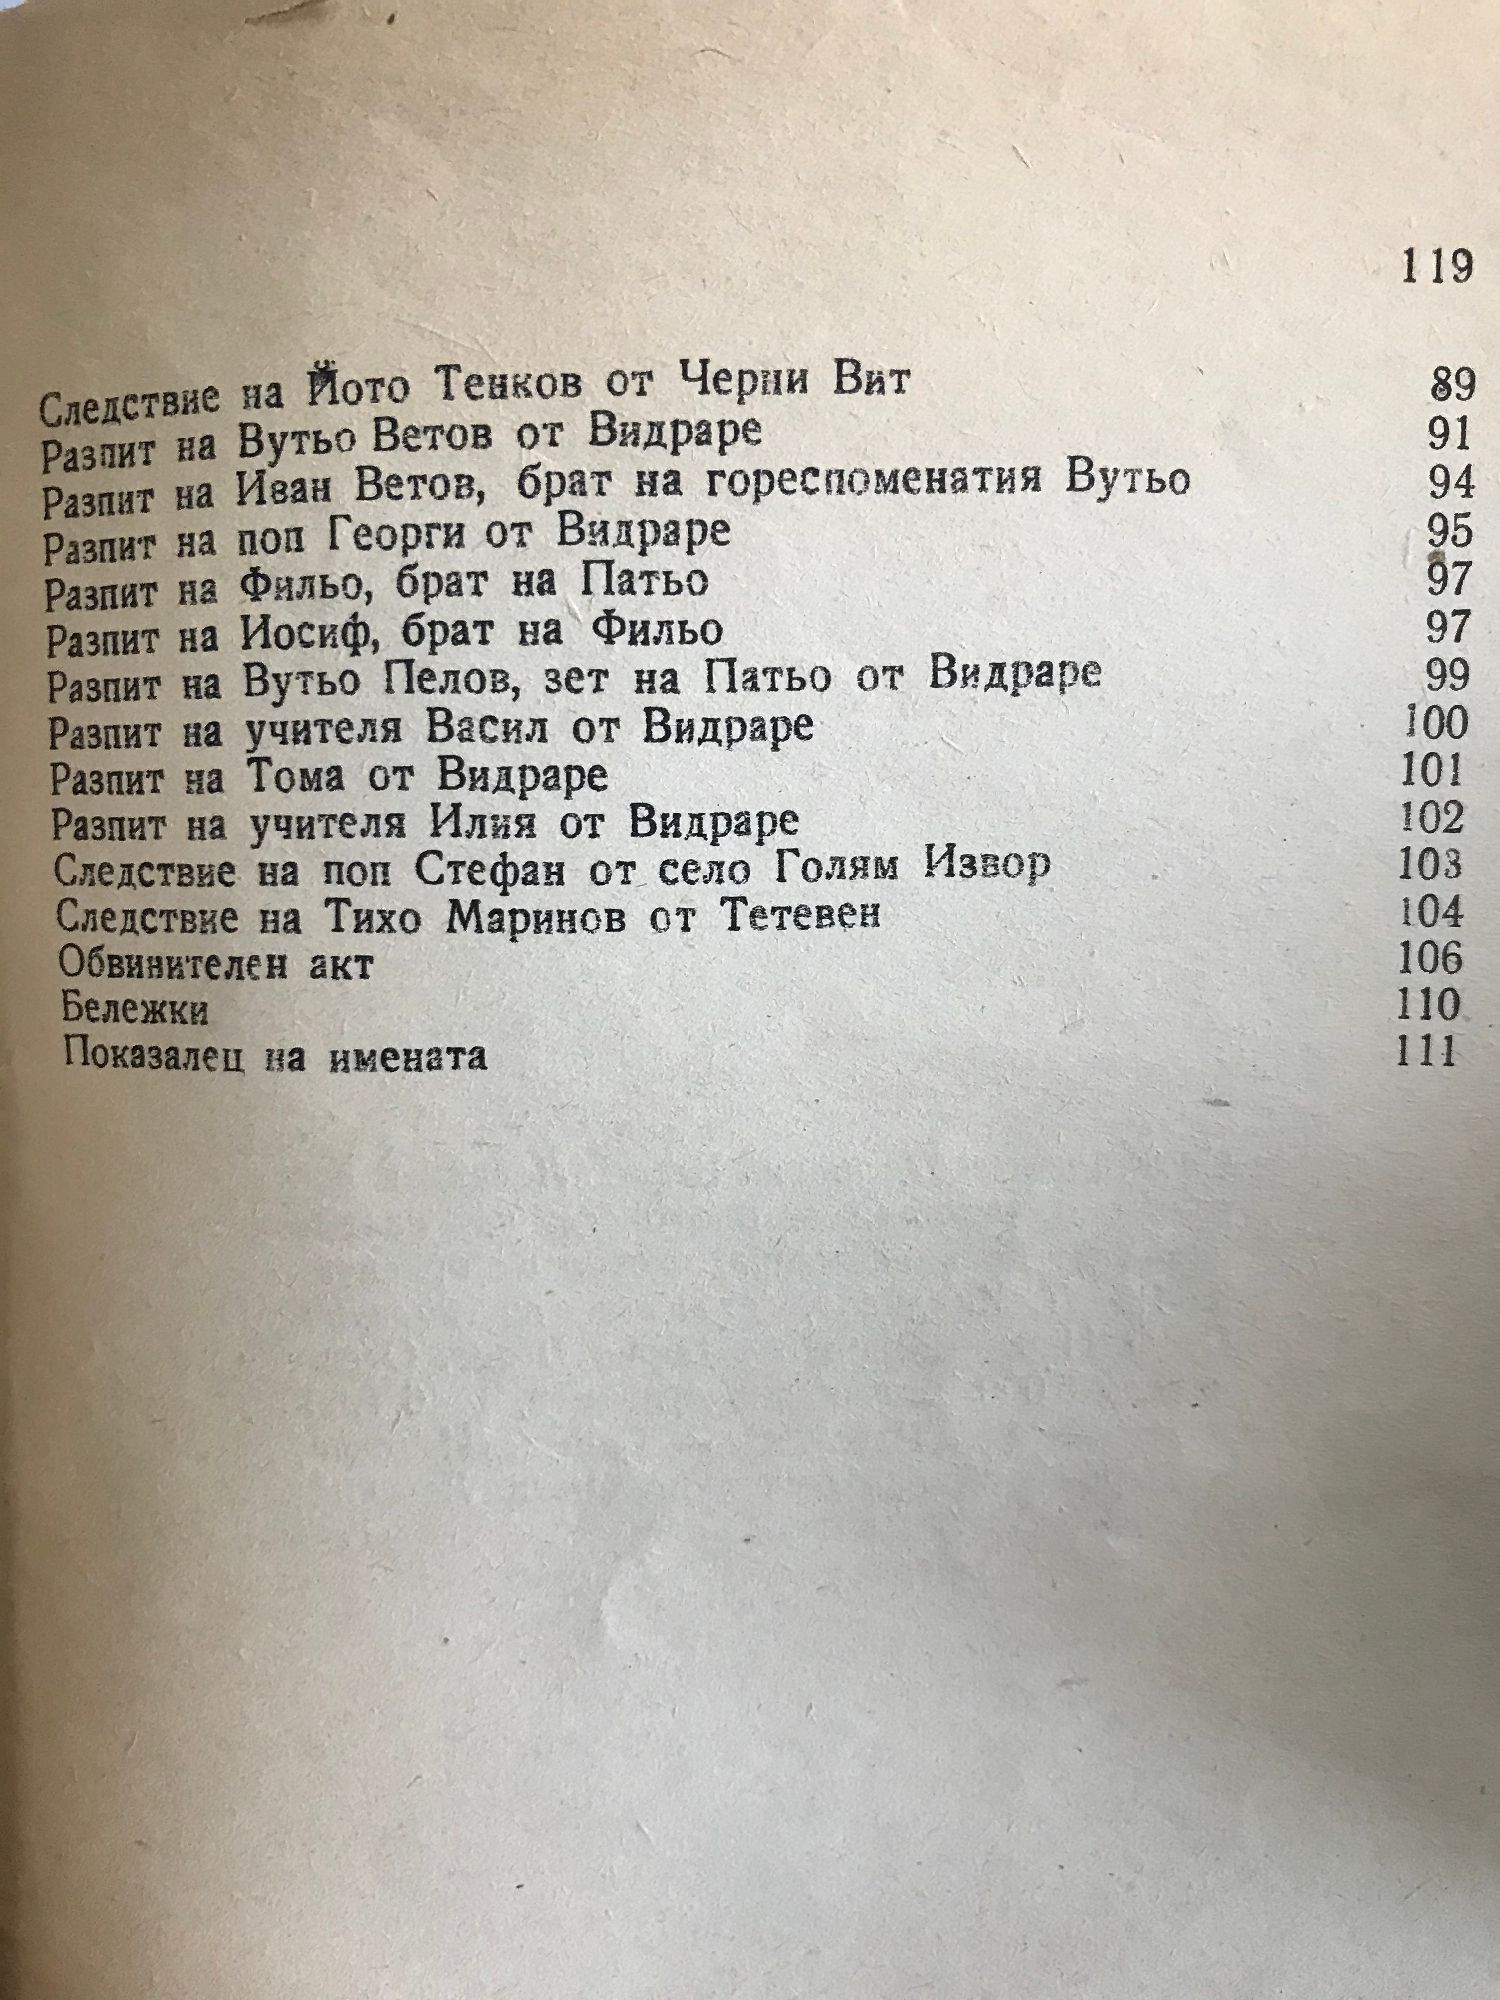 119
Следствие на Йото Тенков от Черни Вит 89
Разпит на Вутьо Ветов от Видраре 91
Разпит на Иван Ветов, брат на гореспоменатия Вутьо 94
Разпит на поп Георги от Видраре 95
Разпит на Фильо, брат на Патьо 97
Разпит на Иосиф, брат на Фильо 97
Разпит на Вутьо Пелов, зет на Патьо от Видраре 99
Разпит на учителя Васил от Видраре 100
Разпит на Тома от Видраре 101
Разпит на учителя Илия от Видраре 102
Следствие на поп Стефан от село Голям Извор 103
Следствие на Тихо Маринов от Тетевен 104
Обвинителен акт 106
Бележки 110
Показалец на имената 111